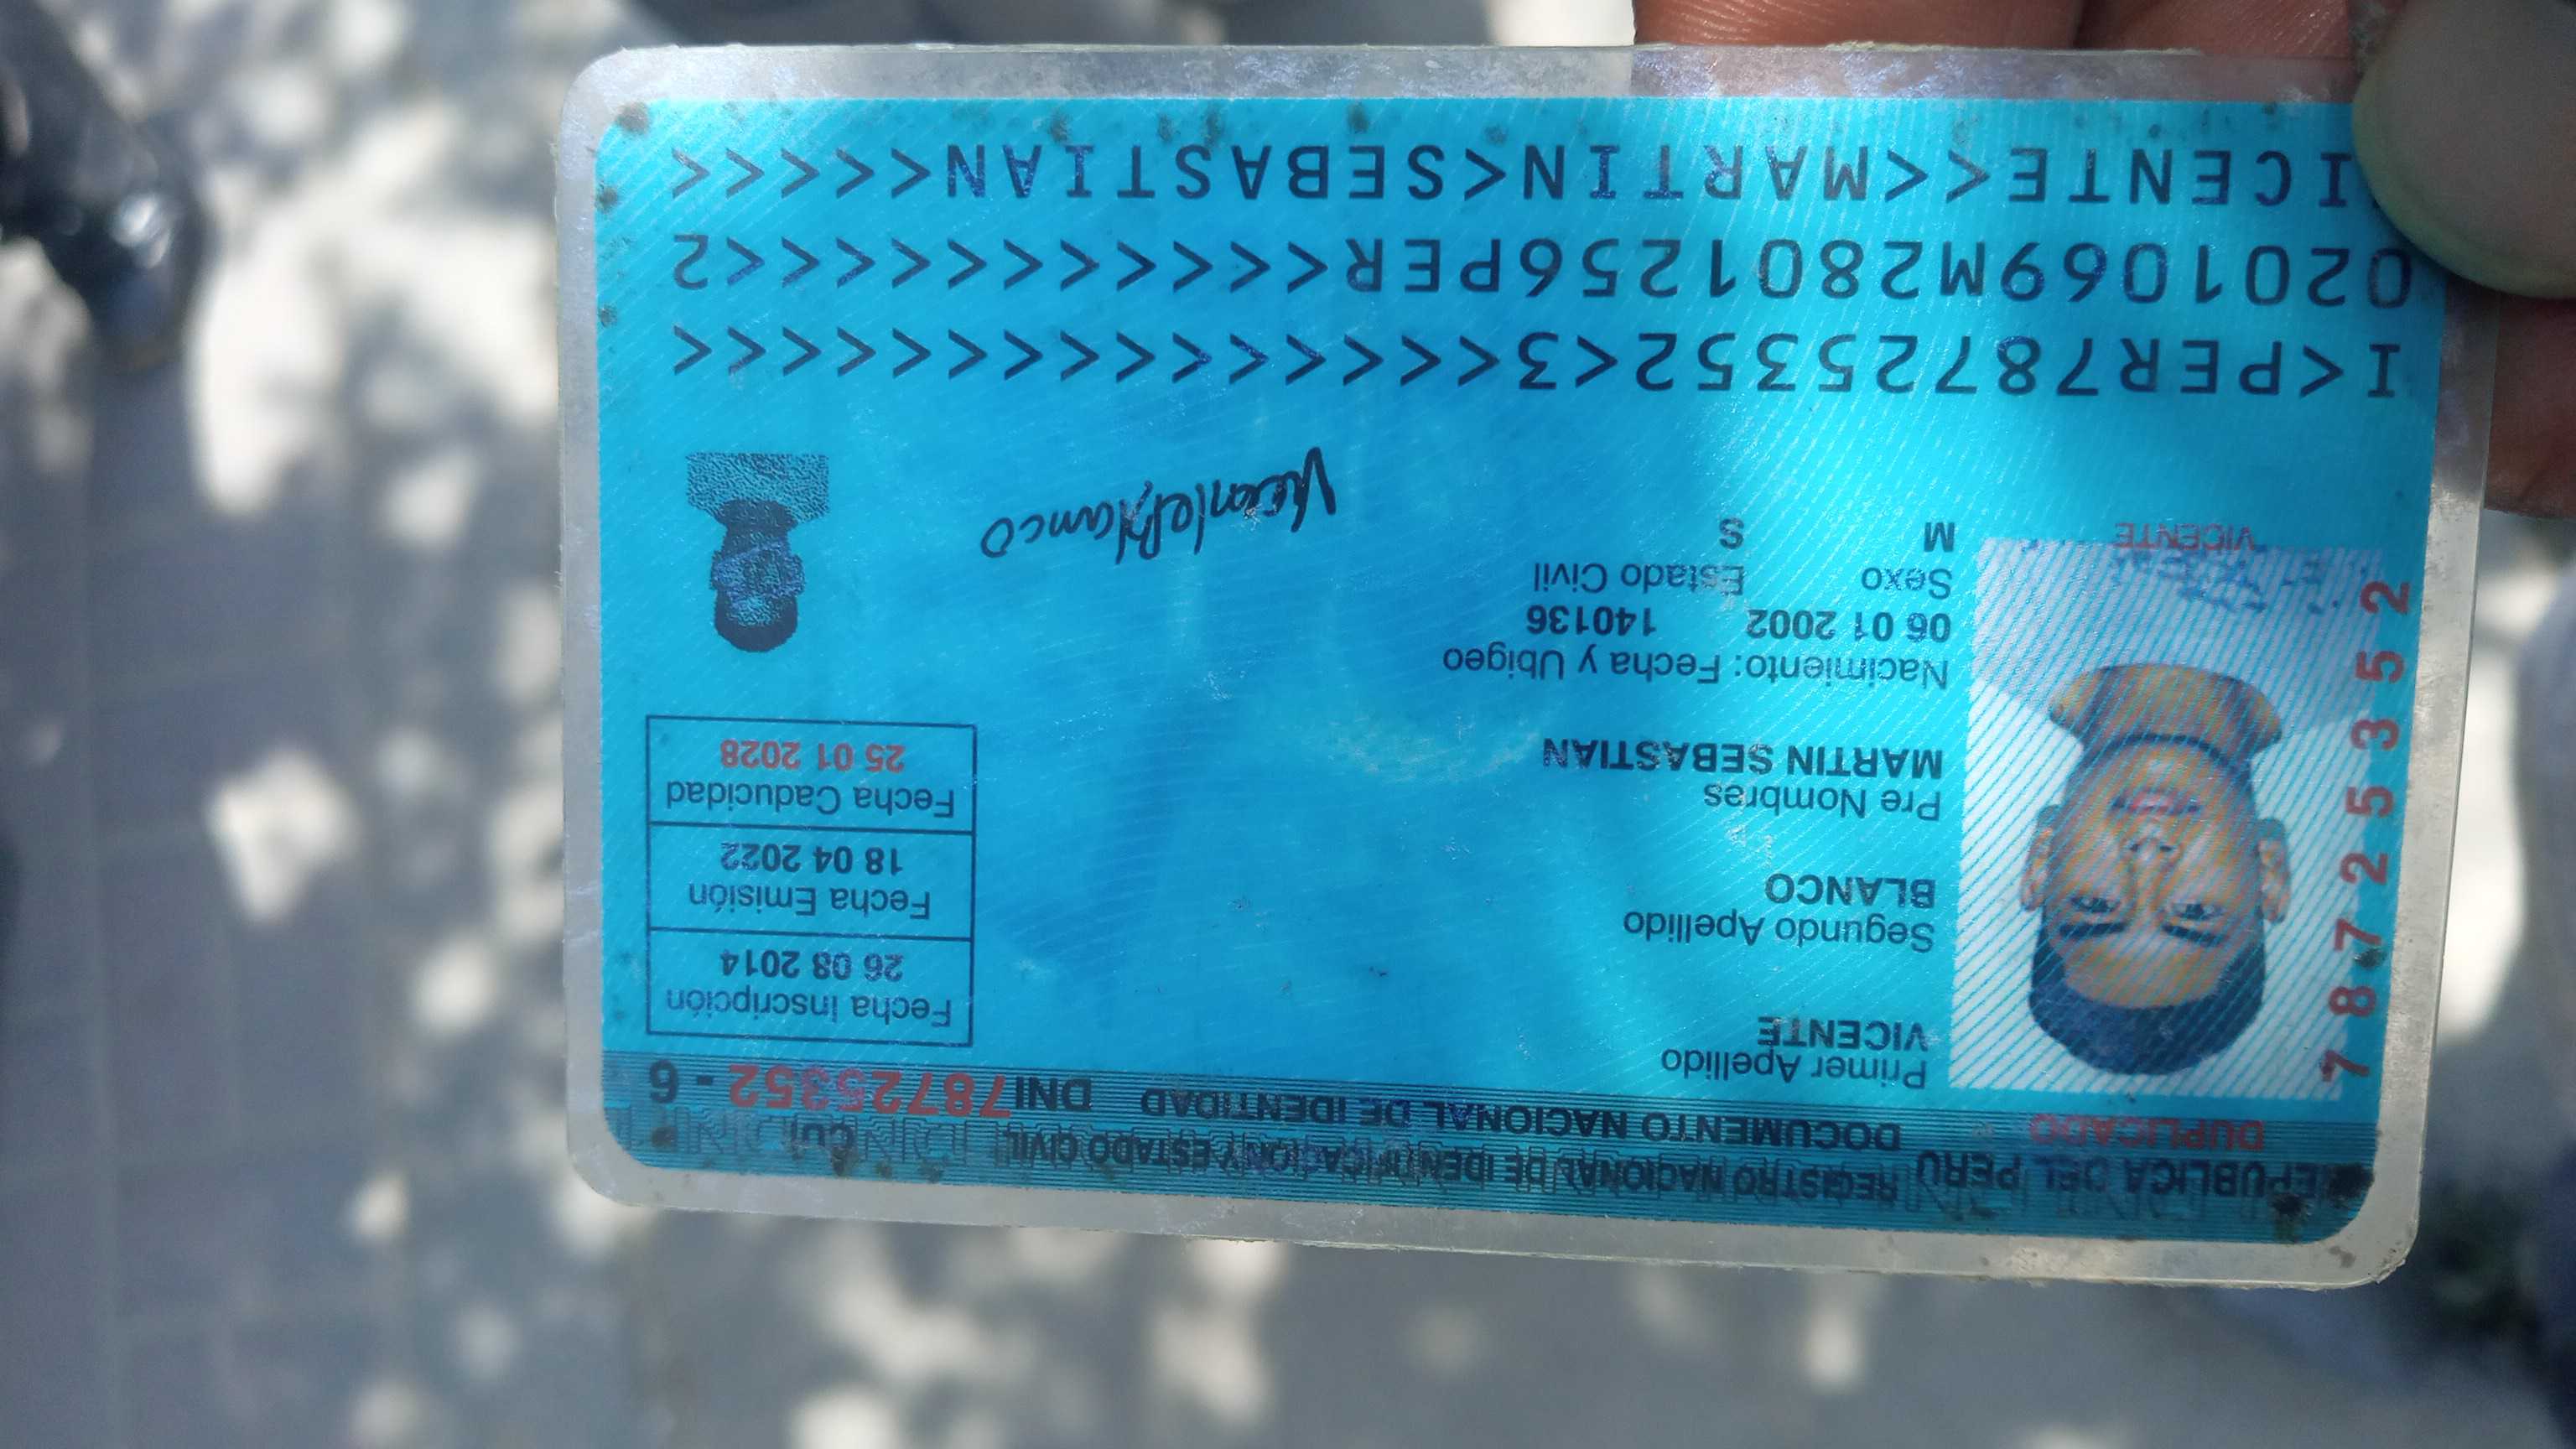 REPUBLICA DEL PERU REGISTRO NACIONAL DE IDENTIFICACION Y ESTADO CIVIL CUI
DUPLICADO DOCUMENTO NACIONAL DE IDENTIDAD DNI 78725352 - 6
78725352
VICENTE
Primer Apellido
VICENTE
Segundo Apellido
BLANCO
Pre Nombres
MARTIN SEBASTIAN
Nacimiento: Fecha y Ubigeo
06 01 2002 140136
Sexo Estado Civil
M S
Fecha Inscripción
26 08 2014
Fecha Emisión
18 04 2022
Fecha Caducidad
25 01 2028
VicenteBlanco
I<PER78725352<3<<<<<<<<<<<<<<<
0201069M2801256PER<<<<<<<<<<<2
ICENTE<<MARTIN<SEBASTIAN<<<<<